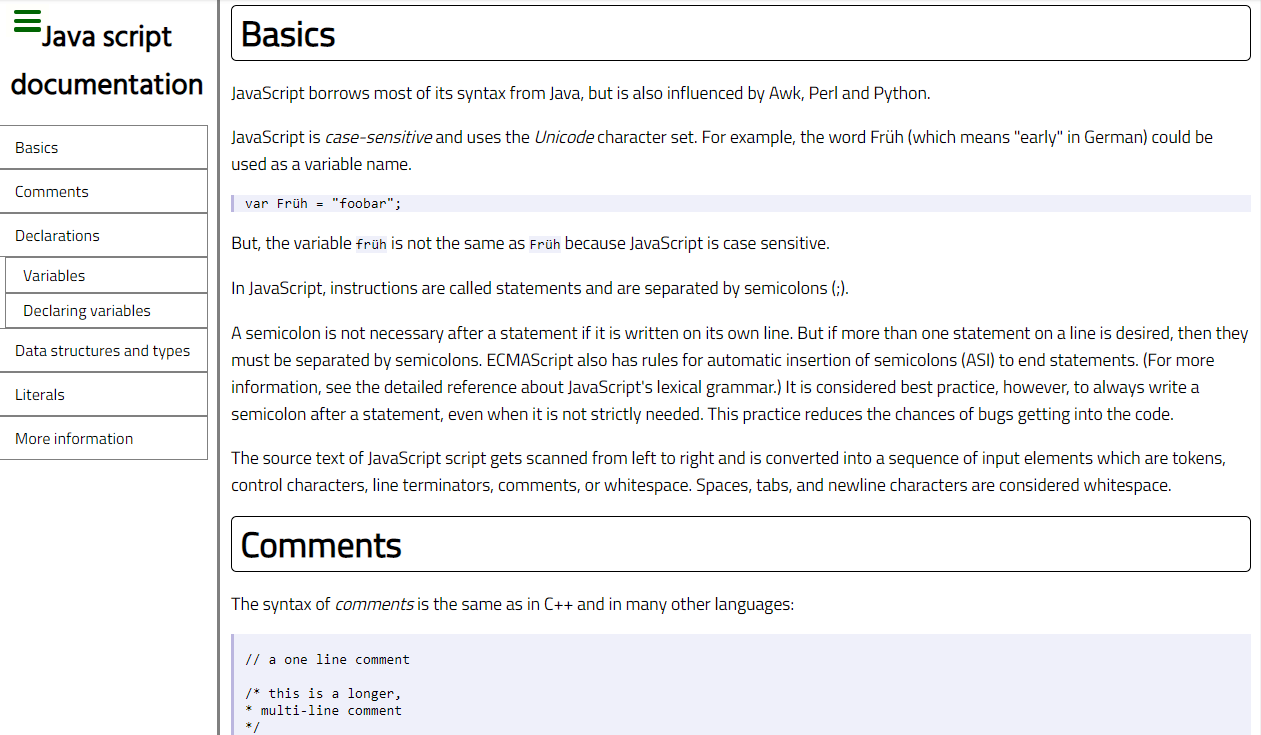 Java script
documentation
Basics
Comments
Declarations
Variables
Declaring variables
Data structures and types
Literals
More information
Basics
JavaScript borrows most of its syntax from Java, but is also influenced by Awk, Perl and Python.
JavaScript is case-sensitive and uses the Unicode character set. For example, the word Früh (which means "early" in German) could be
used as a variable name.
var Früh = "foobar";
But, the variable früh is not the same as Früh because JavaScript is case sensitive.
In JavaScript, instructions are called statements and are separated by semicolons (;).
A semicolon is not necessary after a statement if it is written on its own line. But if more than one statement on a line is desired, then they
must be separated by semicolons. ECMAScript also has rules for automatic insertion of semicolons (ASI) to end statements. (For more
information, see the detailed reference about JavaScript's lexical grammar.) It is considered best practice, however, to always write a
semicolon after a statement, even when it is not strictly needed. This practice reduces the chances of bugs getting into the code.
The source text of JavaScript script gets scanned from left to right and is converted into a sequence of input elements which are tokens,
control characters, line terminators, comments, or whitespace. Spaces, tabs, and newline characters are considered whitespace.
Comments
The syntax of comments is the same as in C++ and in many other languages:
// a one line comment
/* this is a longer,
* multi-line comment
*/